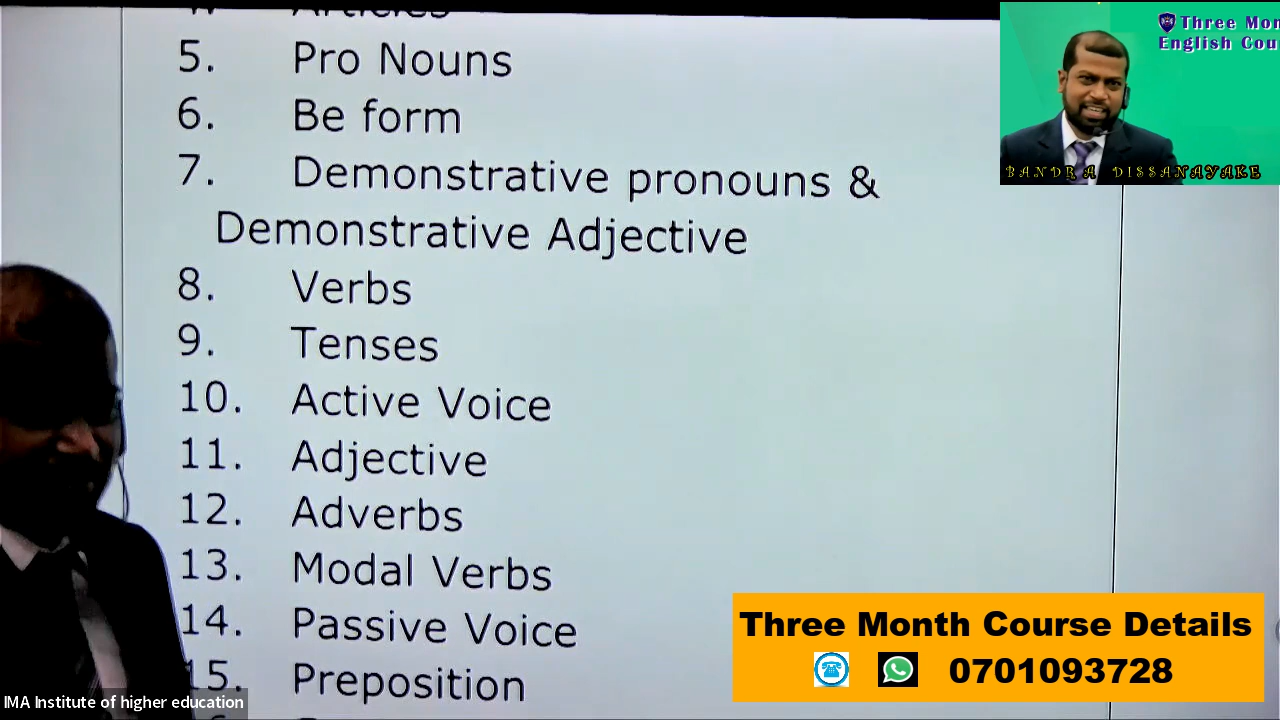 4. Articles
5. Pro Nouns
6. Be form
7. Demonstrative pronouns &
Demonstrative Adjective
8. Verbs
9. Tenses
10. Active Voice
11. Adjective
12. Adverbs
13. Modal Verbs
14. Passive Voice
15. Preposition
Three Mon
English Cou
BANDRA DISSANAYAKE
Three Month Course Details
0701093728
IMA Institute of higher education